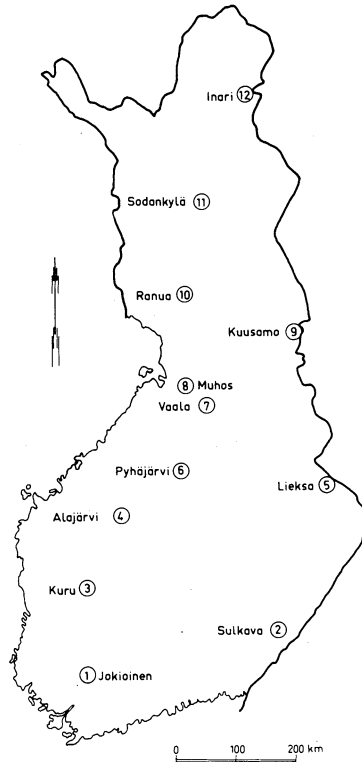 Inari 12
Sodankylä 11
Ranua 10
Kuusamo 9
8 Muhos
Vaala 7
Pyhäjärvi 6
Lieksa 5
Alajärvi 4
Kuru 3
Sulkava 2
1 Jokioinen
0 100 200 km